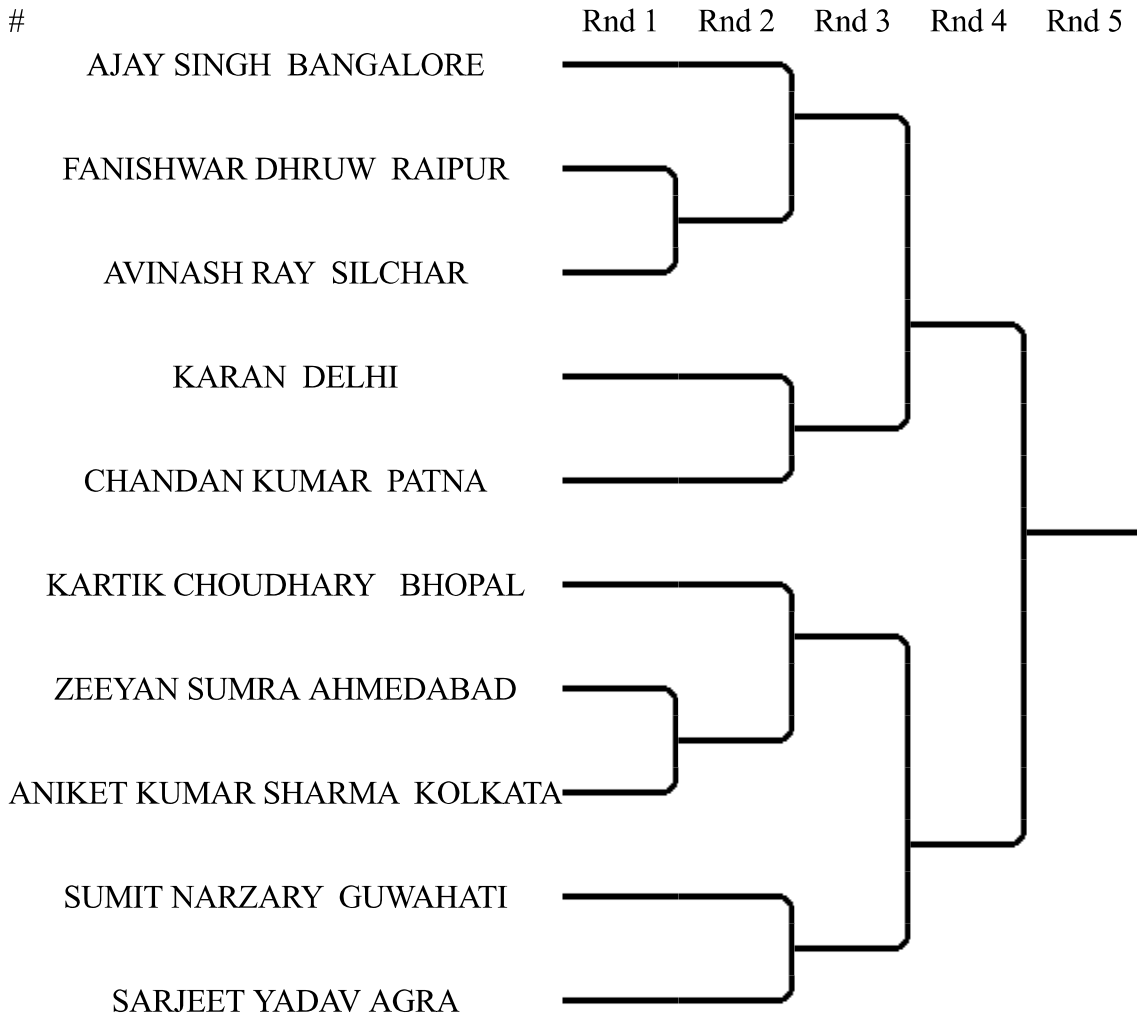 # Rnd 1 Rnd 2 Rnd 3 Rnd 4 Rnd 5
AJAY SINGH BANGALORE
FANISHWAR DHRUW RAIPUR
AVINASH RAY SILCHAR
KARAN DELHI
CHANDAN KUMAR PATNA
KARTIK CHOUDHARY BHOPAL
ZEEYAN SUMRA AHMEDABAD
ANIKET KUMAR SHARMA KOLKATA
SUMIT NARZARY GUWAHATI
SARJEET YADAV AGRA